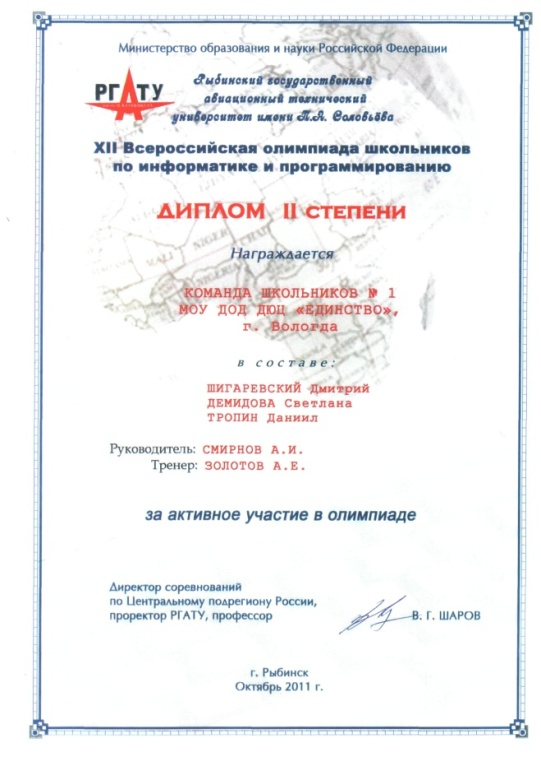 Министерство образования и науки Российской Федерации
РГАТУ
Рыбинский государственный
авиационный технический
университет имени П.А. Соловьёва
XII Всероссийская олимпиада школьников
по информатике и программированию
ДИПЛОМ II СТЕПЕНИ
Награждается
КОМАНДА ШКОЛЬНИКОВ № 1
МОУ ДОД ДЮЦ «ЕДИНСТВО»,
г. Вологда
в составе:
ШИГАРЕВСКИЙ Дмитрий
ДЕМИДОВА Светлана
ТРОПИН Даниил
Руководитель: СМИРНОВ А.И.
Тренер: ЗОЛОТОВ А.Е.
за активное участие в олимпиаде
Директор соревнований
по Центральному подрегиону России,
проректор РГАТУ, профессор
В. Г. ШАРОВ
г. Рыбинск
Октябрь 2011 г.